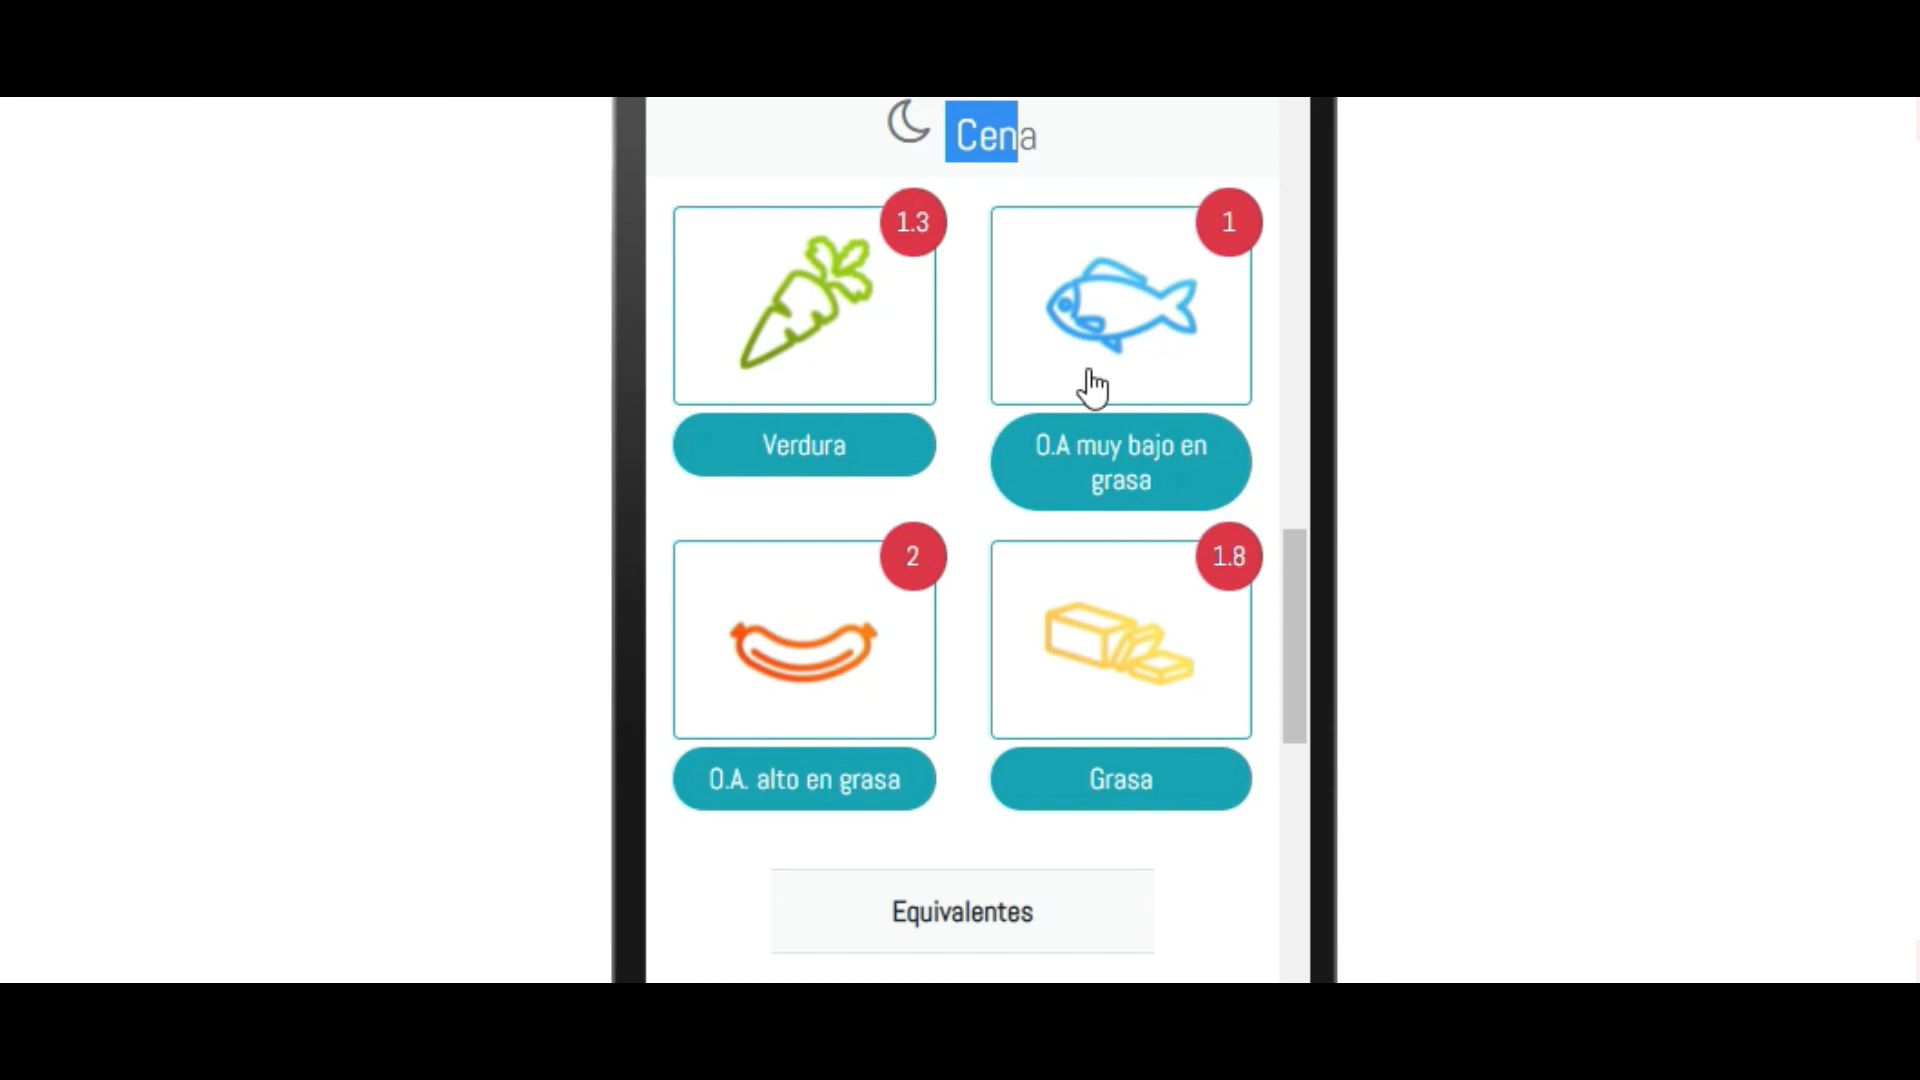 Cena
1.3
1
Verdura
O.A muy bajo en
grasa
2
1.8
O.A. alto en grasa
Grasa
Equivalentes